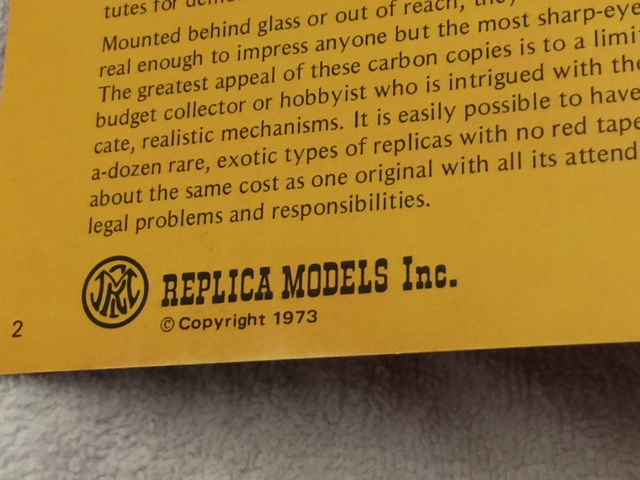 tutes for
Mounted behind glass or out of reach,
real enough to impress anyone but the most sharp-eye
The greatest appeal of these carbon copies is to a limi
budget collector or hobbyist who is intrigued with the
cate, realistic mechanisms. It is easily possible to have
a-dozen rare, exotic types of replicas with no red tape
about the same cost as one original with all its attend
legal problems and responsibilities.
REPLICA MODELS Inc.
© Copyright 1973
2